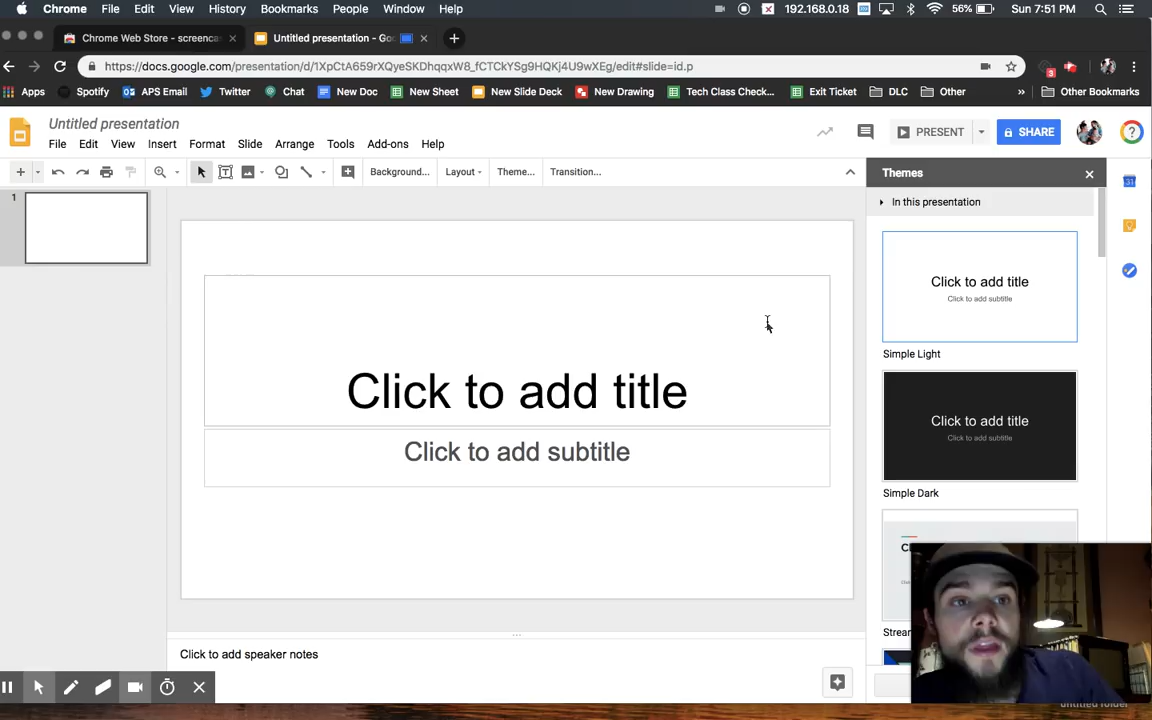 Chrome File Edit View History Bookmarks People Window Help 192.168.0.18 56% Sun 7:51 PM
Chrome Web Store - screenca Untitled presentation - Goo
https://docs.google.com/presentation/d/1XpCtA659rXQyeSKDhqqxW8_fCTCkYSg9HQKj4U9wXEg/edit#slide=id.p 3
Apps Spotify APS Email Twitter Chat New Doc New Sheet New Slide Deck New Drawing Tech Class Check... Exit Ticket DLC Other » Other Bookmarks
Untitled presentation
File Edit View Insert Format Slide Arrange Tools Add-ons Help
PRESENT SHARE
Background... Layout Theme... Transition...
Themes
In this presentation
1
31
Click to add title
Click to add subtitle
Simple Light
Click to add title
Click to add subtitle
Simple Dark
Click to add title
Click to add subtitle
Click to add speaker notes
untitled folder